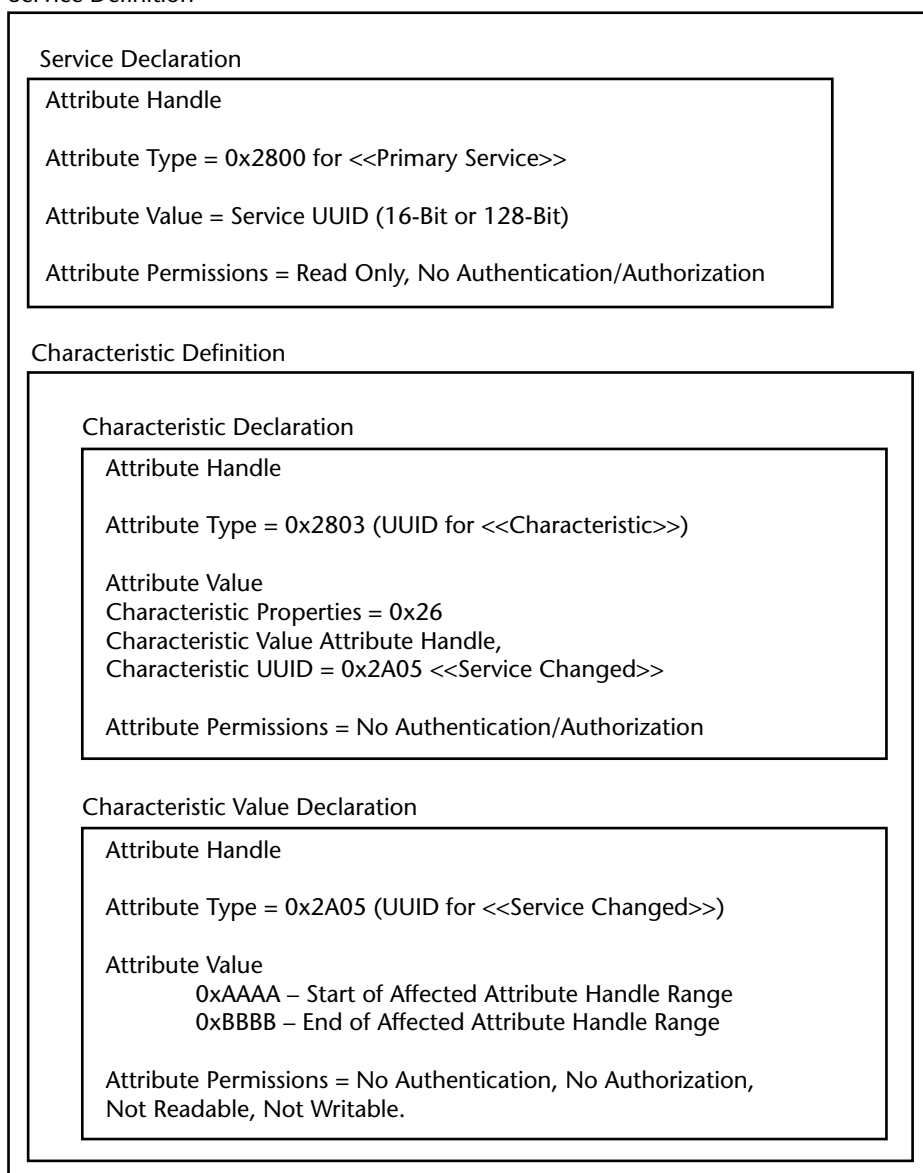 Service Definition
Service Declaration
Attribute Handle
Attribute Type = 0x2800 for <<Primary Service>>
Attribute Value = Service UUID (16-Bit or 128-Bit)
Attribute Permissions = Read Only, No Authentication/Authorization
Characteristic Definition
Characteristic Declaration
Attribute Handle
Attribute Type = 0x2803 (UUID for <<Characteristic>>)
Attribute Value
Characteristic Properties = 0x26
Characteristic Value Attribute Handle,
Characteristic UUID = 0x2A05 <<Service Changed>>
Attribute Permissions = No Authentication/Authorization
Characteristic Value Declaration
Attribute Handle
Attribute Type = 0x2A05 (UUID for <<Service Changed>>)
Attribute Value
0xAAAA – Start of Affected Attribute Handle Range
0xBBBB – End of Affected Attribute Handle Range
Attribute Permissions = No Authentication, No Authorization,
Not Readable, Not Writable.